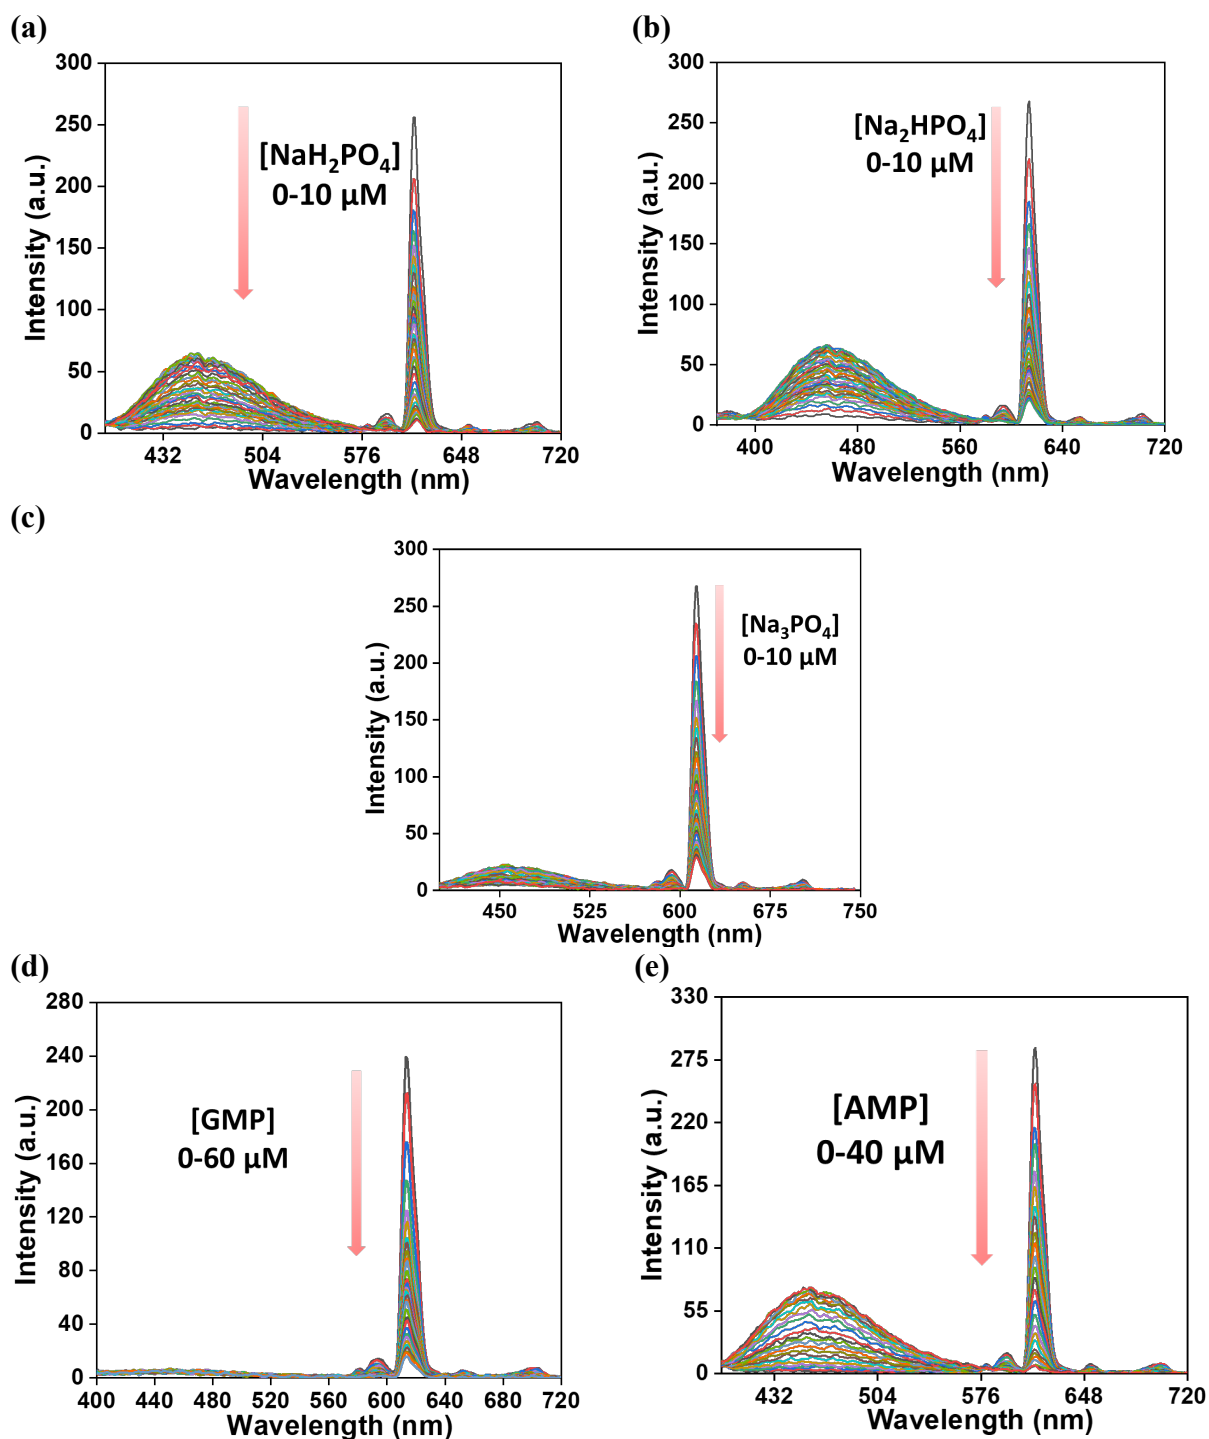 (a)
300
250
200
150
100
50
0
Intensity (a.u.)
[NaH₂PO₄]
0-10 µM
432 504 576 648 720
Wavelength (nm)
(b)
300
250
200
150
100
50
0
Intensity (a.u.)
[Na₂HPO₄]
0-10 µM
400 480 560 640 720
Wavelength (nm)
(c)
300
250
200
150
100
50
0
Intensity (a.u.)
[Na₃PO₄]
0-10 µM
450 525 600 675 750
Wavelength (nm)
(d)
280
240
200
160
120
80
40
0
Intensity (a.u.)
[GMP]
0-60 µM
400 440 480 520 560 600 640 680 720
Wavelength (nm)
(e)
330
275
220
165
110
55
0
Intensity (a.u.)
[AMP]
0-40 µM
432 504 576 648 720
Wavelength (nm)